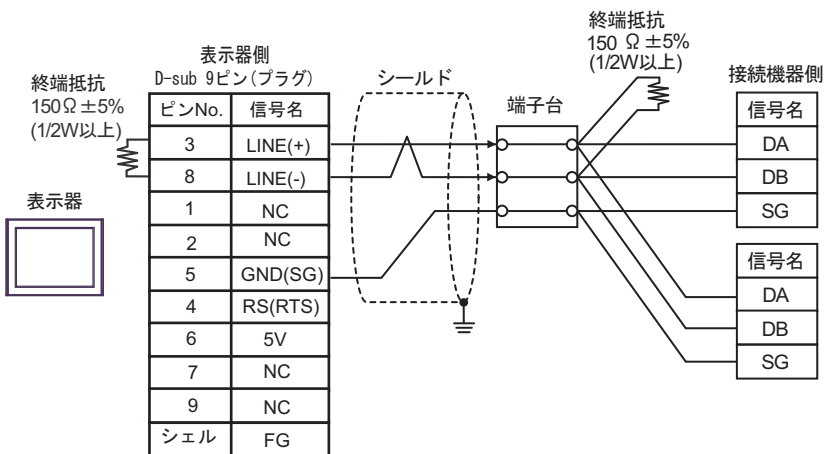 終端抵抗
150 Ω ±5%
(1/2W以上)
表示器側
D-sub 9ピン(プラグ)
終端抵抗
150Ω±5%
(1/2W以上)
シールド
端子台
接続機器側
表示器
ピンNo. 信号名
3 LINE(+)
8 LINE(-)
1 NC
2 NC
5 GND(SG)
4 RS(RTS)
6 5V
7 NC
9 NC
シェル FG
信号名
DA
DB
SG
信号名
DA
DB
SG